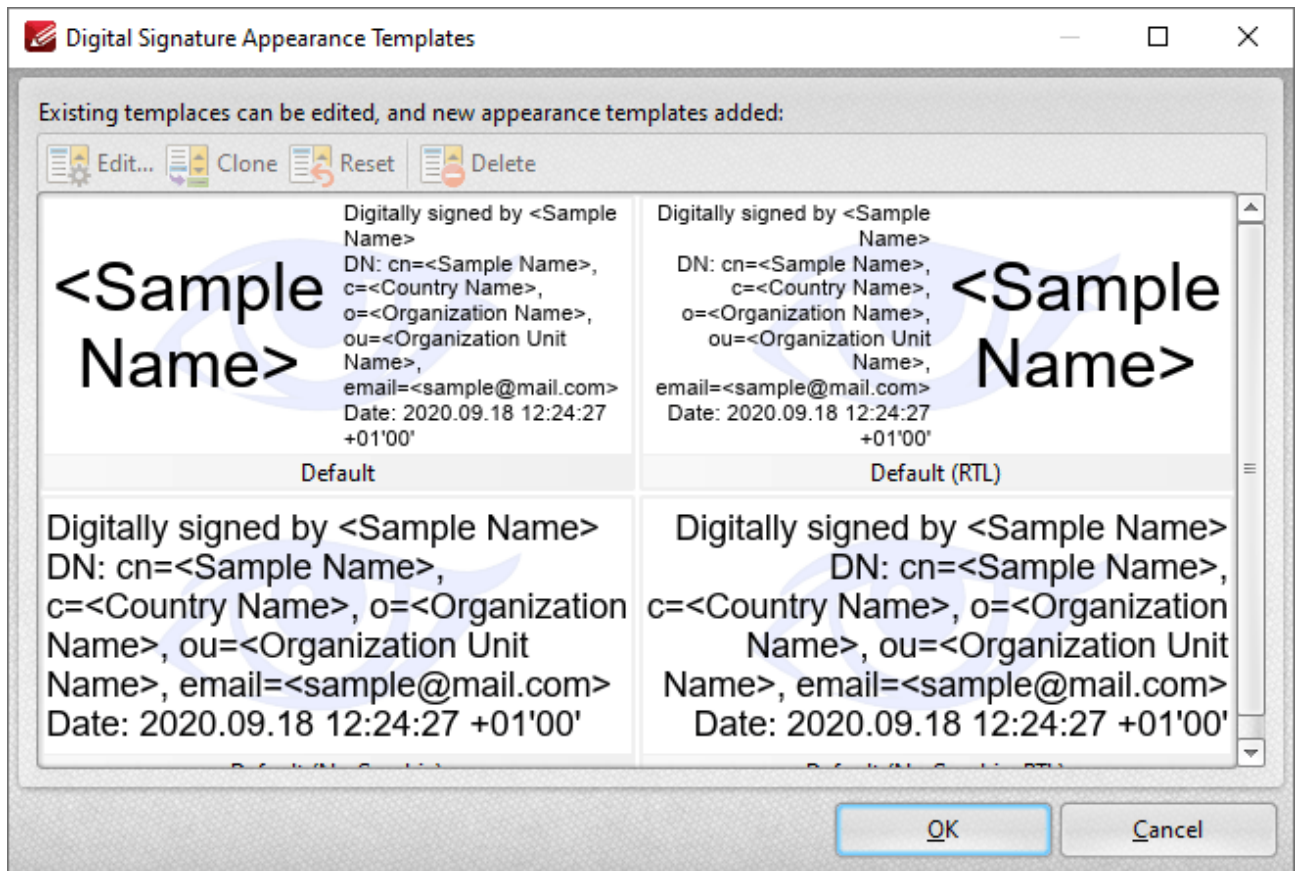 Digital Signature Appearance Templates
Existing templaces can be edited, and new appearance templates added:
Edit... Clone Reset Delete
<Sample
Name>
Digitally signed by <Sample
Name>
DN: cn=<Sample Name>,
c=<Country Name>,
o=<Organization Name>,
ou=<Organization Unit
Name>,
email=<sample@mail.com>
Date: 2020.09.18 12:24:27
+01'00'
Default
Digitally signed by <Sample
Name>
DN: cn=<Sample Name>,
c=<Country Name>,
o=<Organization Name>,
ou=<Organization Unit
Name>,
email=<sample@mail.com>
Date: 2020.09.18 12:24:27
+01'00'
<Sample
Name>
Default (RTL)
Digitally signed by <Sample Name>
DN: cn=<Sample Name>,
c=<Country Name>, o=<Organization
Name>, ou=<Organization Unit
Name>, email=<sample@mail.com>
Date: 2020.09.18 12:24:27 +01'00'
Digitally signed by <Sample Name>
DN: cn=<Sample Name>,
c=<Country Name>, o=<Organization
Name>, ou=<Organization Unit
Name>, email=<sample@mail.com>
Date: 2020.09.18 12:24:27 +01'00'
OK
Cancel